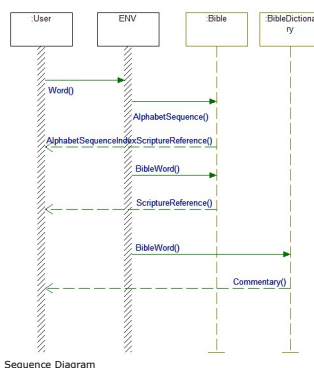 :User
ENV
:Bible
:BibleDictiona
ry
Word()
AlphabetSequence()
AlphabetSequenceIndexScriptureReference()
BibleWord()
ScriptureReference()
BibleWord()
Commentary()
Sequence Diagram